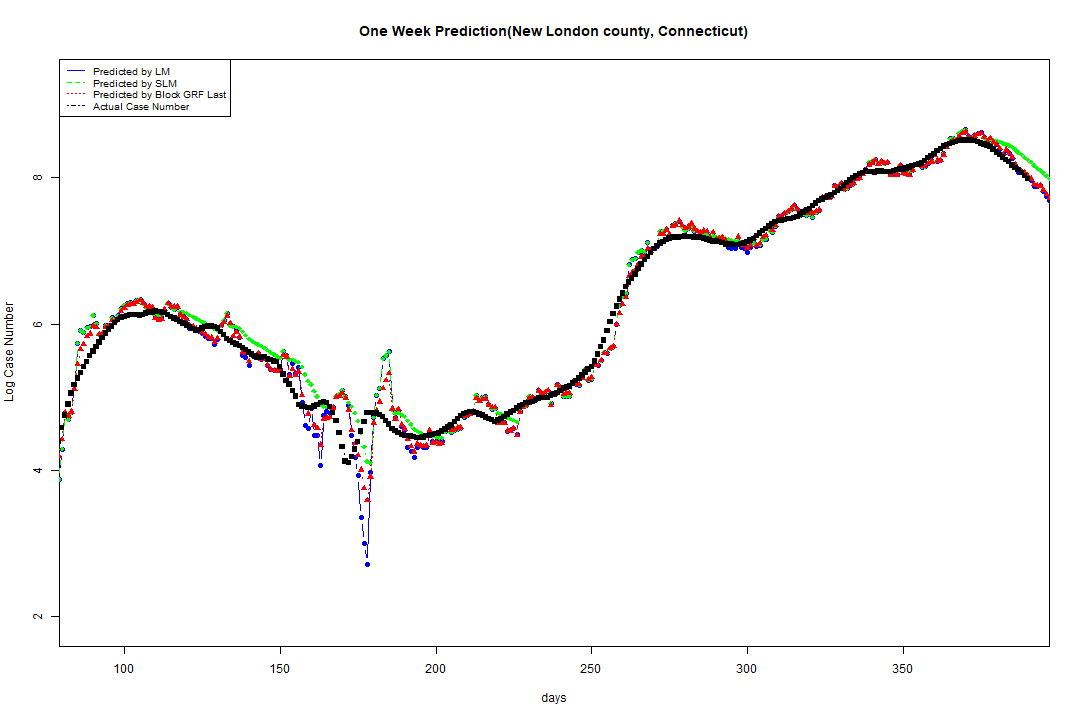 One Week Prediction(New London county, Connecticut)
Predicted by LM
Predicted by SLM
Predicted by Block GRF Last
Actual Case Number
Log Case Number
8
6
4
2
100 150 200 250 300 350
days